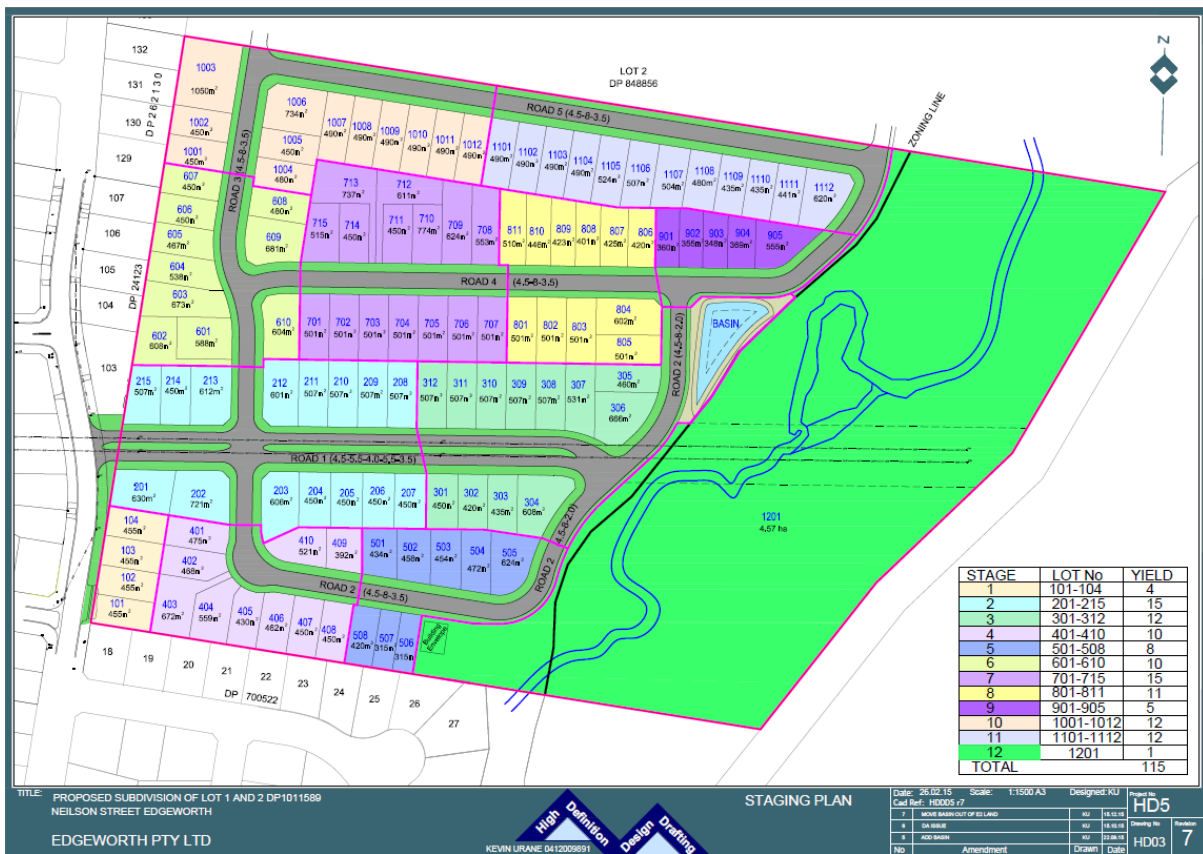 LOT 2
DP 848856
ZONING LINE
Z
132
131
130
129
107
106
105
104
103
DP 262130
DP 24123
ROAD 5 (4.5-8-3.5)
ROAD 3 (4.5-8-3.5)
1003
1050m²
1002
450m²
1001
450m²
1006
734m²
1005
450m²
1004
480m²
1007
490m²
1008
490m²
1009
490m²
1010
490m²
1011
490m²
1012
490m²
1101
490m²
1102
490m²
1103
490m²
1104
490m²
1105
524m²
1106
507m²
1107
504m²
1108
480m²
1109
435m²
1110
435m²
1111
441m²
1112
620m²
607
450m²
606
450m²
605
467m²
604
538m²
603
673m²
602
608m²
601
588m²
608
480m²
609
681m²
610
604m²
713
737m²
712
611m²
715
515m²
714
450m²
711
450m²
710
774m²
709
624m²
708
553m²
811
510m²
810
446m²
809
423m²
808
401m²
807
425m²
806
420m²
901
360m²
902
355m²
903
348m²
904
369m²
905
555m²
ROAD 4 (4.5-8-3.5)
701
501m²
702
501m²
703
501m²
704
501m²
705
501m²
706
501m²
707
501m²
801
501m²
802
501m²
803
501m²
804
602m²
805
501m²
BASIN
ROAD 2 (4.5-8-2.0)
215
507m²
214
450m²
213
612m²
212
601m²
211
507m²
210
507m²
209
507m²
208
507m²
312
507m²
311
507m²
310
507m²
309
507m²
308
507m²
307
531m²
305
460m²
306
666m²
ROAD 1 (4.5-5.5-4.0-5.5-3.5)
201
630m²
202
721m²
203
606m²
204
450m²
205
450m²
206
450m²
207
450m²
301
450m²
302
420m²
303
435m²
304
608m²
104
455m²
103
455m²
102
455m²
101
455m²
401
475m²
402
468m²
403
672m²
404
559m²
405
430m²
406
462m²
407
450m²
408
450m²
410
521m²
409
392m²
501
434m²
502
458m²
503
454m²
504
472m²
505
624m²
508
420m²
507
315m²
506
315m
ROAD 2 (4.5-8-3.5)
ROAD 2 (4.5-8-2.0)
Building
Envelope
1201
4.57 ha
18
19
20
21
22
23
24
25
26
27
DP 700522
STAGE LOT No YIELD
1 101-104 4
2 201-215 15
3 301-312 12
4 401-410 10
5 501-508 8
6 601-610 10
7 701-715 15
8 801-811 11
9 901-905 5
10 1001-1012 12
11 1101-1112 12
12 1201 1
TOTAL 115
TITLE: PROPOSED SUBDIVISION OF LOT 1 AND 2 DP1011589
NEILSON STREET EDGEWORTH
EDGEWORTH PTY LTD
High Definition
Design Drafting
KEVIN URANE 0412009891
STAGING PLAN
Date: 26.02.15 Scale: 1:1500 A3 Designed: KU
Cad Ref: HDDD5 r7
7 MOVE BASIN OUT OF E2 LAND KU
6 DA ISSUE KU
5 ADD BASIN KU
No Amendment Drawn Date
Project No
HD5
Drawing No
HD03
Revision
7